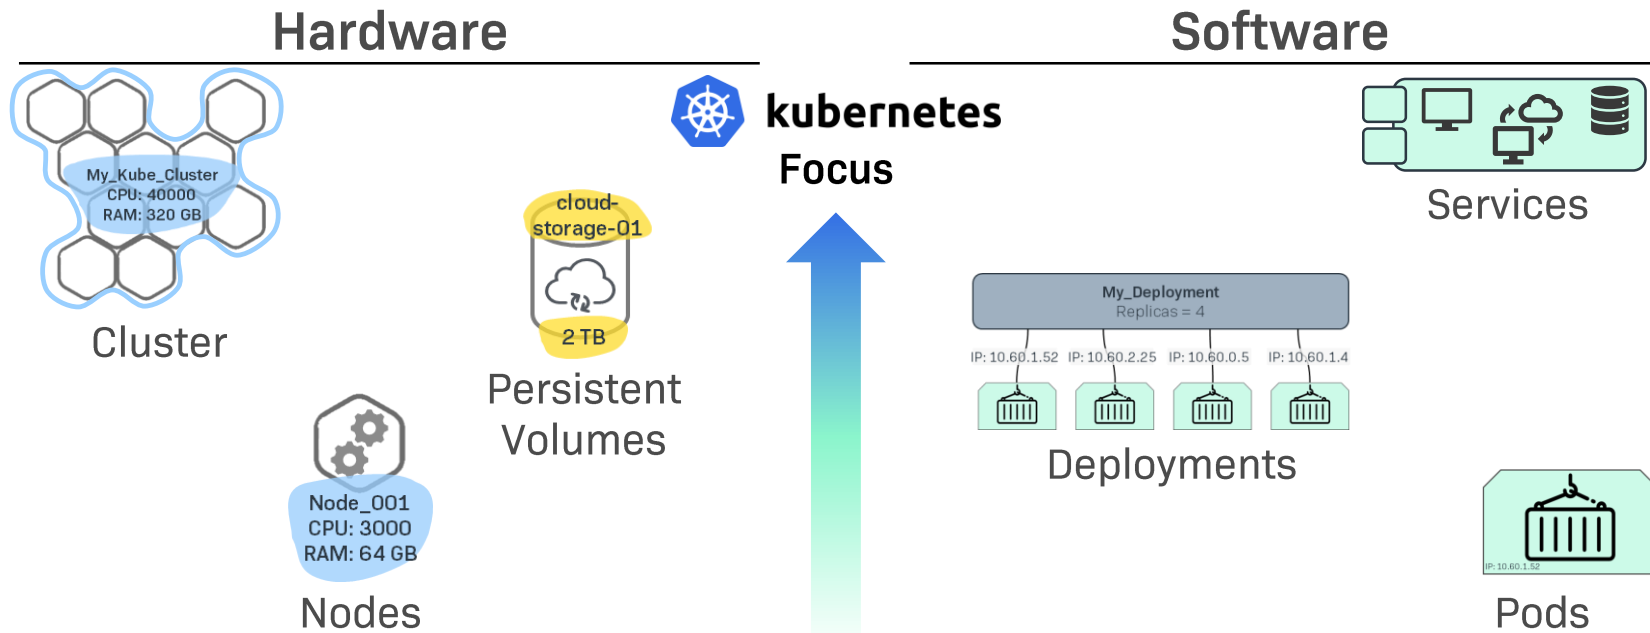 Hardware
Software
kubernetes
Focus
My_Kube_Cluster
CPU: 40000
RAM: 320 GB
Cluster
cloud-
storage-01
2 TB
Persistent
Volumes
Node_001
CPU: 3000
RAM: 64 GB
Nodes
Services
My_Deployment
Replicas = 4
IP: 10.60.1.52
IP: 10.60.2.25
IP: 10.60.0.5
IP: 10.60.1.4
Deployments
IP: 10.60.1.52
Pods